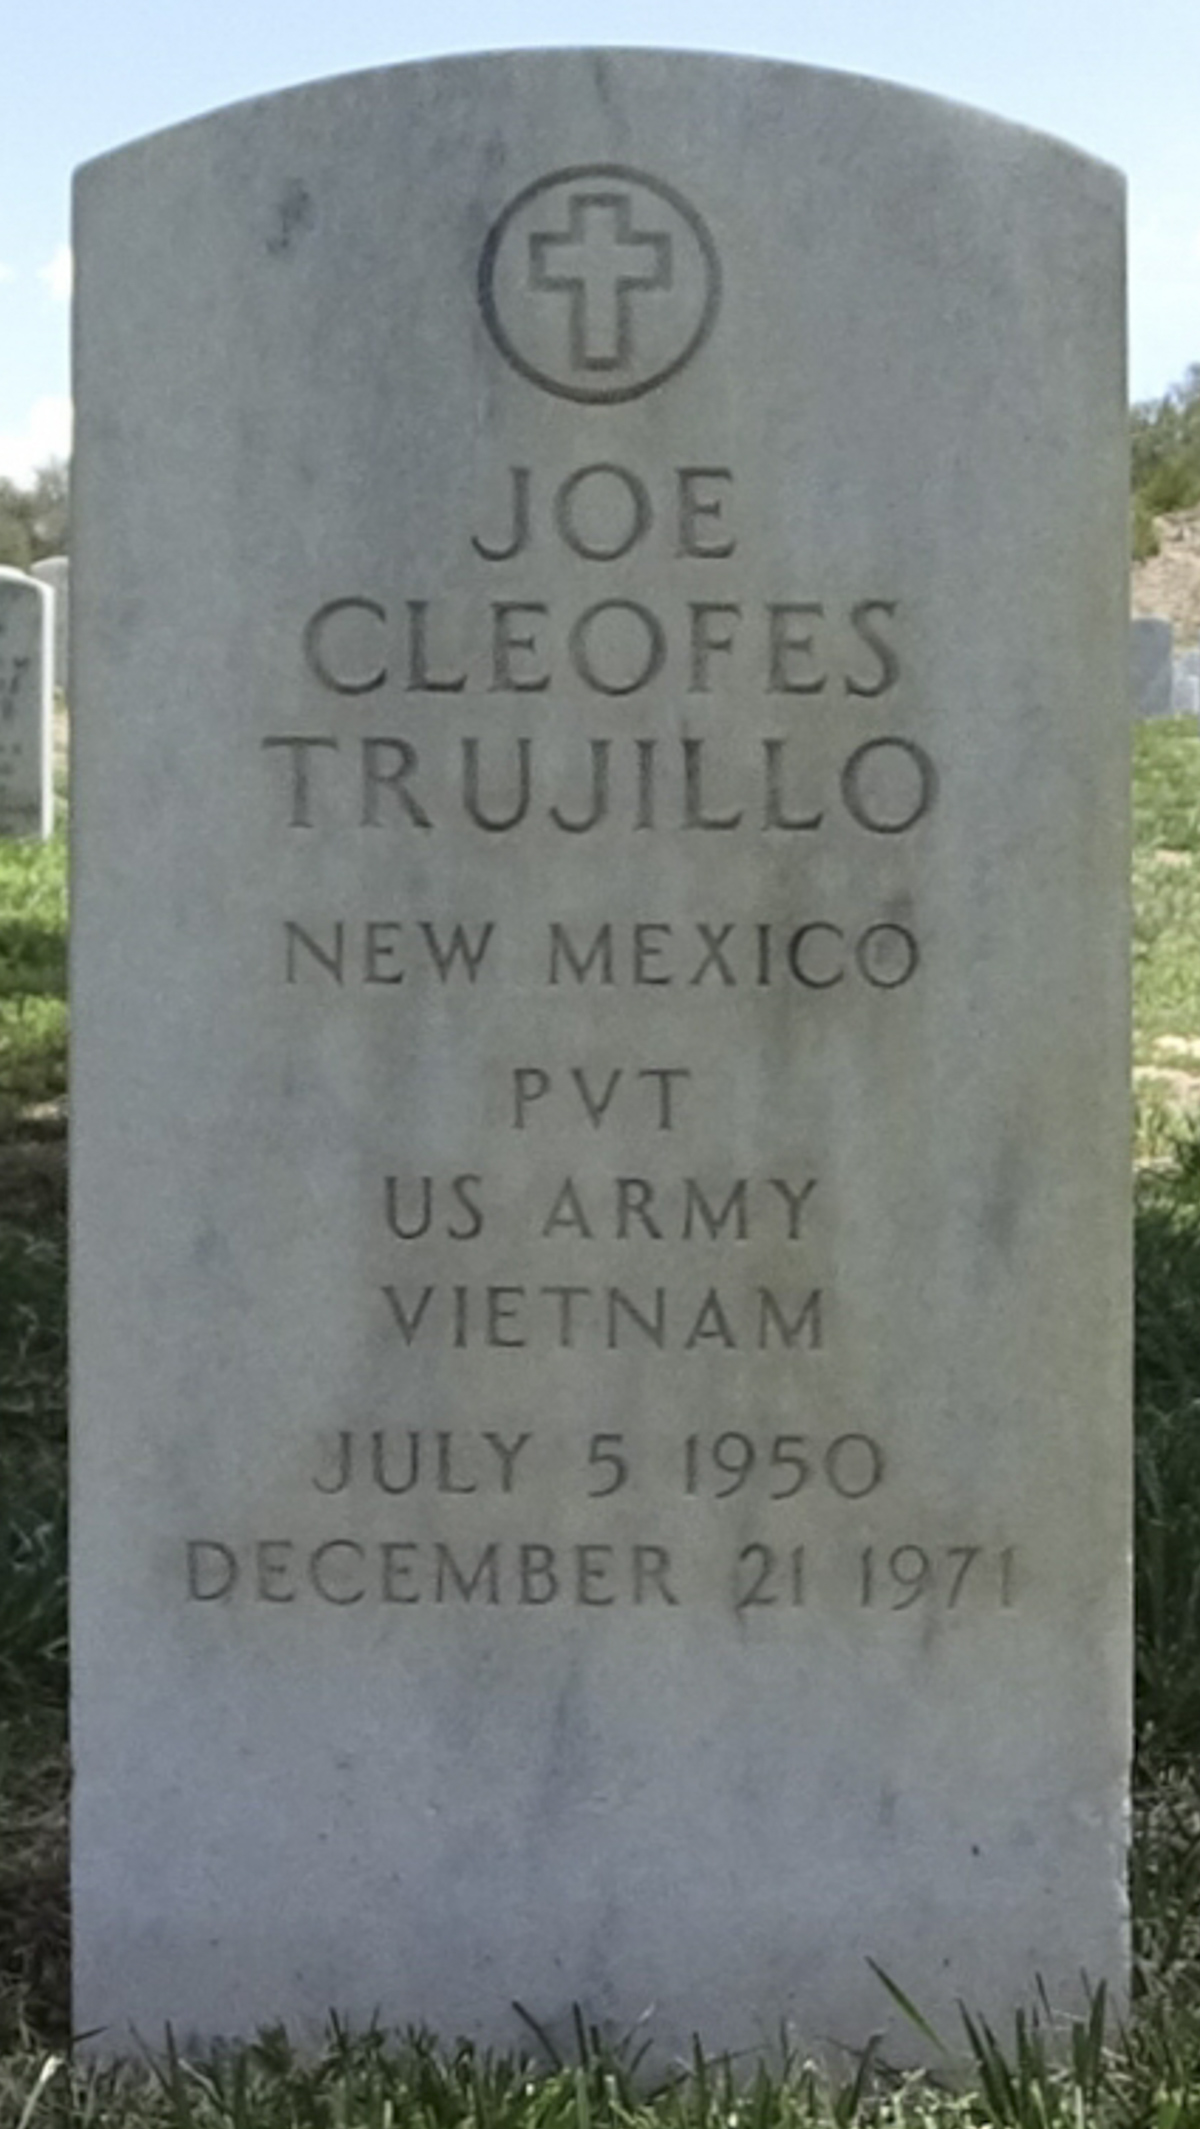 JOE
CLEOFES
TRUJILLO
NEW MEXICO
PVT
US ARMY
VIETNAM
JULY 5 1950
DECEMBER 21 1971